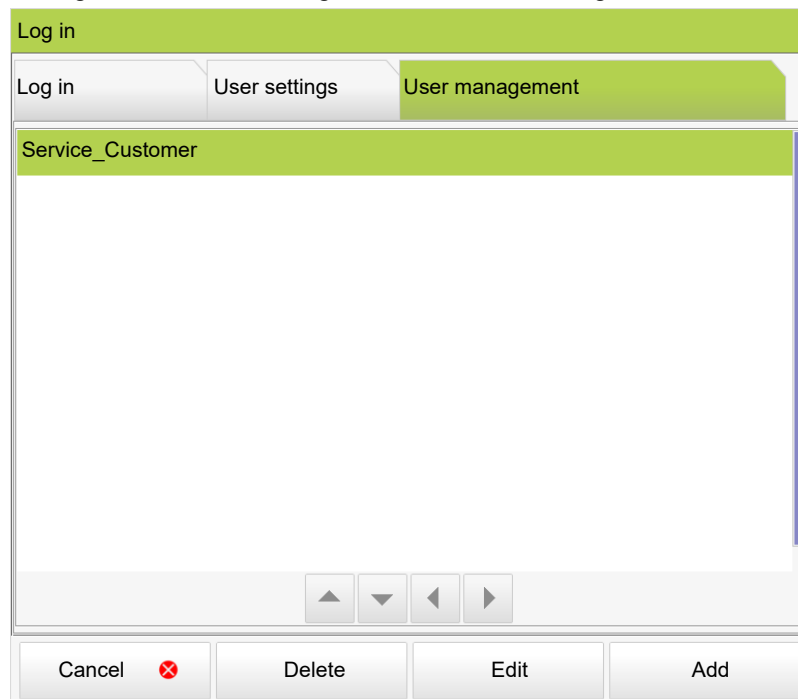 Log in
Log in User settings User management
Service_Customer
Cancel Delete Edit Add